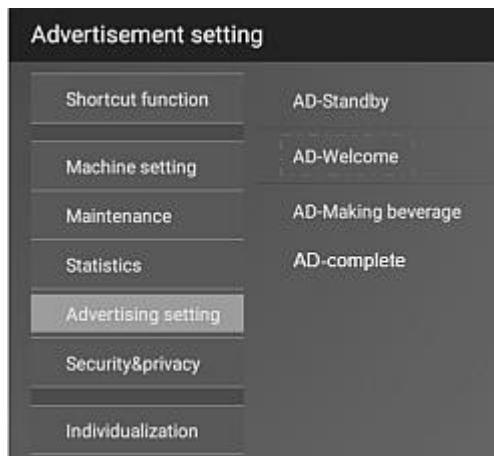 Advertisement setting
Shortcut function
Machine setting
Maintenance
Statistics
Advertising setting
Security&privacy
Individualization
AD-Standby
AD-Welcome
AD-Making beverage
AD-complete